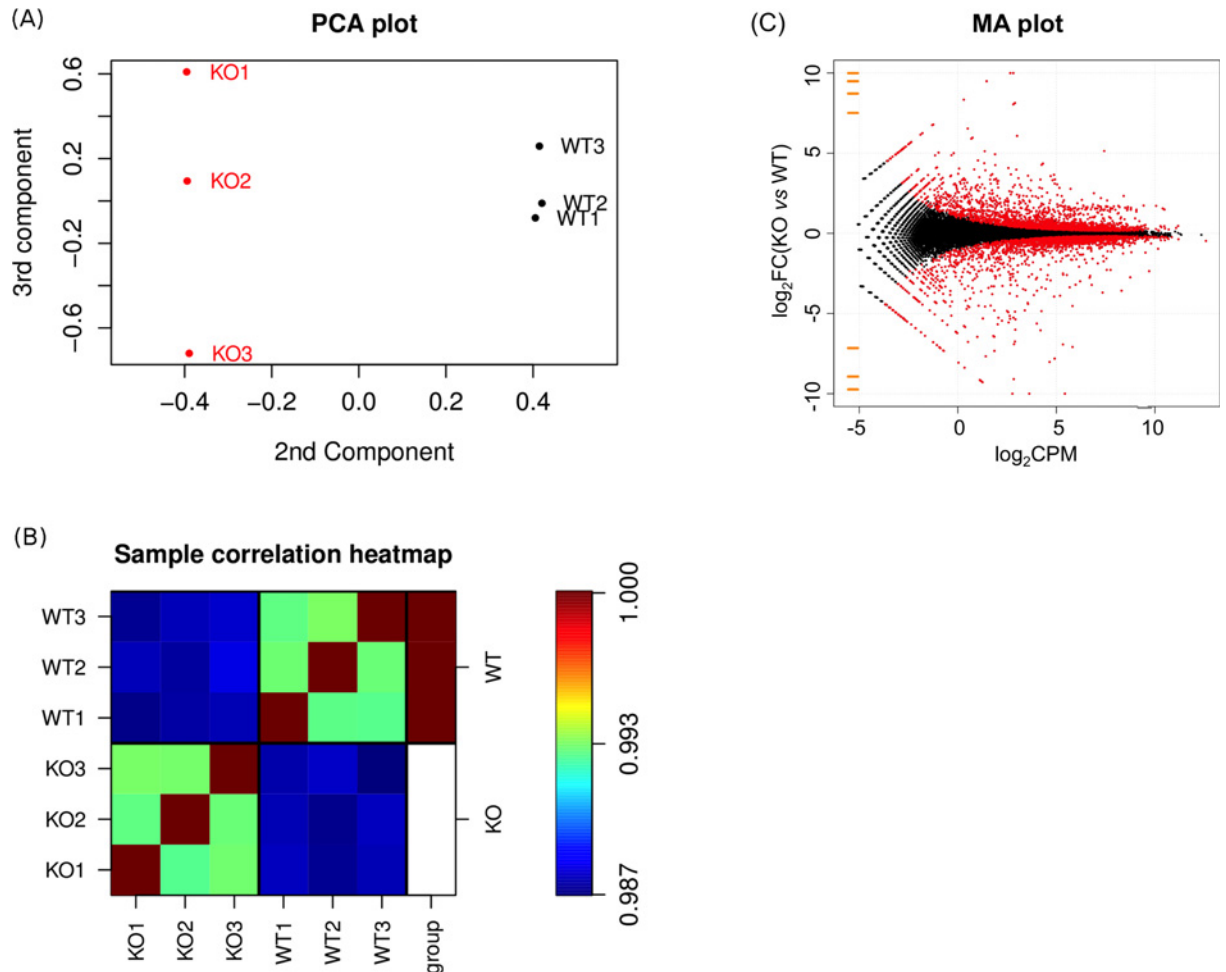 (A)
PCA plot
3rd component
0.6
0.2
−0.2
−0.6
KO1
KO2
KO3
WT3
WT2
WT1
−0.4
−0.2
0.0
0.2
0.4
2nd Component
(C)
MA plot
log2FC(KO vs WT)
10
5
0
-5
-10
-5
0
5
10
log2CPM
(B)
Sample correlation heatmap
WT3
WT2
WT1
KO3
KO2
KO1
WT
KO
KO1
KO2
KO3
WT1
WT2
WT3
group
1.000
0.993
0.987